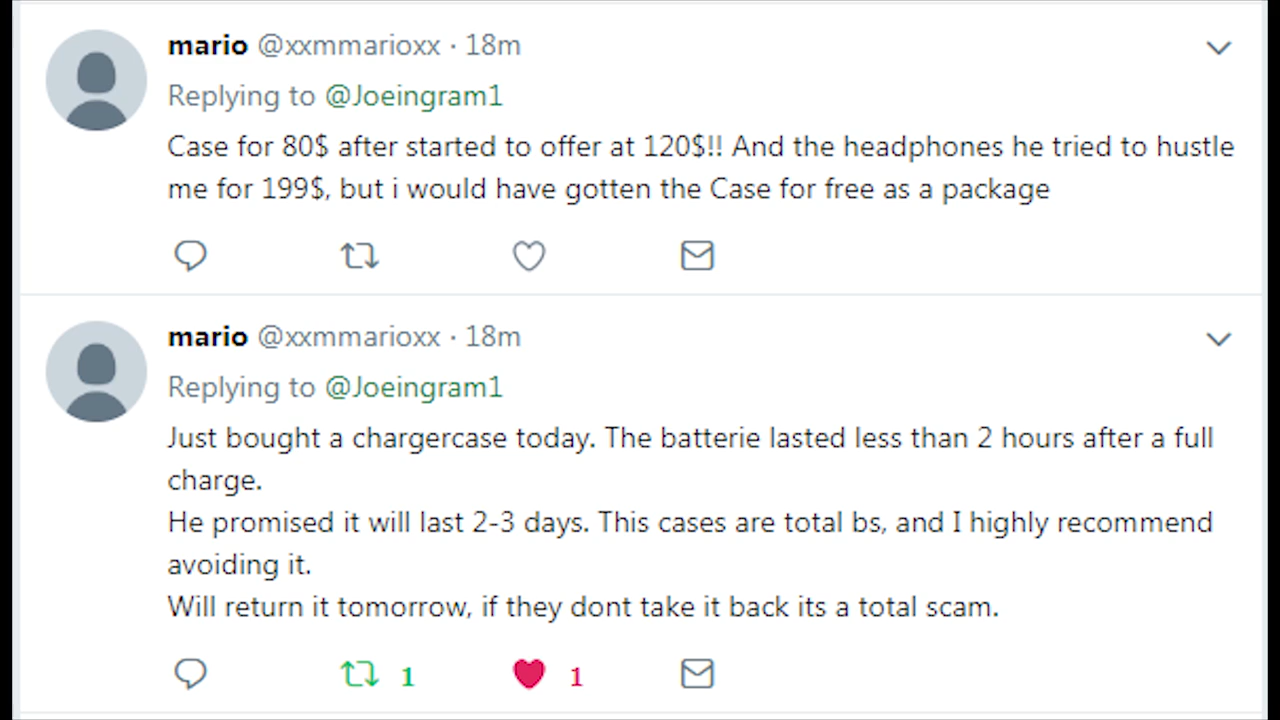 mario @xxmmarioxx · 18m
Replying to @Joeingram1
Case for 80$ after started to offer at 120$!! And the headphones he tried to hustle
me for 199$, but i would have gotten the Case for free as a package
mario @xxmmarioxx · 18m
Replying to @Joeingram1
Just bought a chargercase today. The batterie lasted less than 2 hours after a full
charge.
He promised it will last 2-3 days. This cases are total bs, and I highly recommend
avoiding it.
Will return it tomorrow, if they dont take it back its a total scam.
1 1